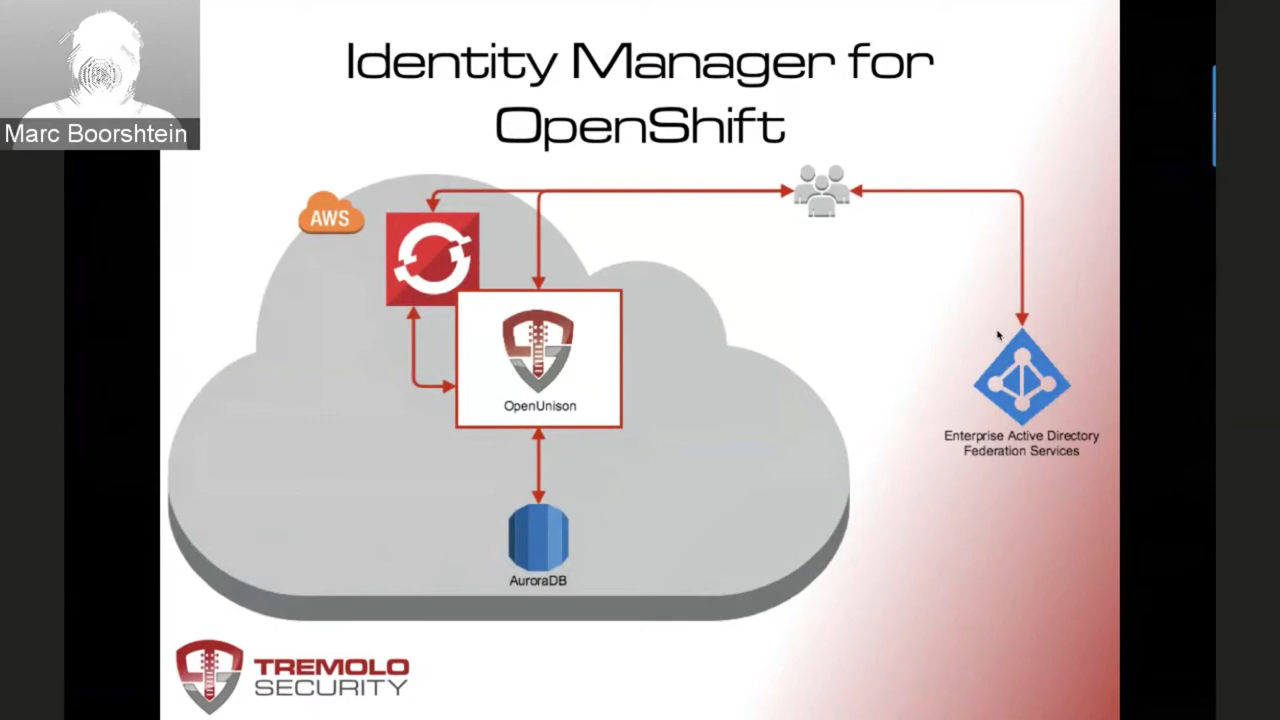 Marc Boorshtein
Identity Manager for
OpenShift
AWS
OpenUnison
Enterprise Active Directory
Federation Services
AuroraDB
TREMOLO
SECURITY